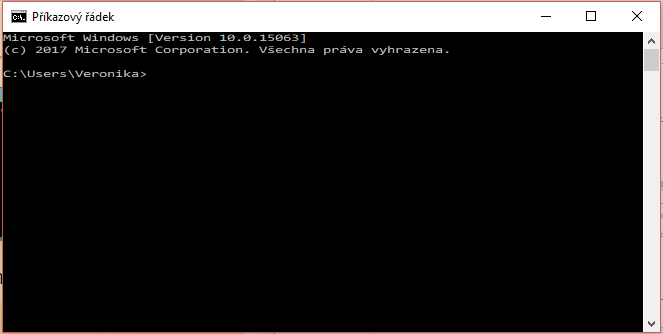 Příkazový řádek
Microsoft Windows [Version 10.0.15063]
(c) 2017 Microsoft Corporation. Všechna práva vyhrazena.
C:\Users\Veronika>